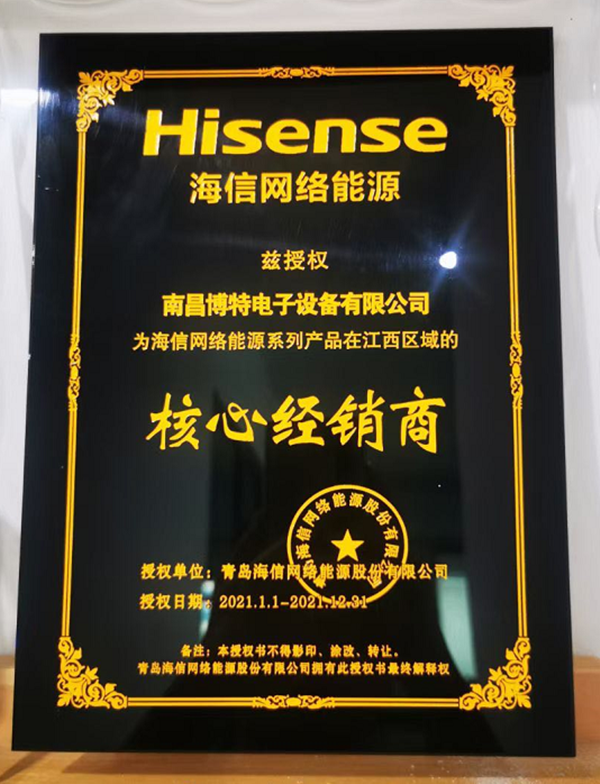 Hisense
海信网络能源
兹授权
南昌博特电子设备有限公司
为海信网络能源系列产品在江西区域的
核心经销商
青岛海信网络能源股份有限公司
授权单位：青岛海信网络能源股份有限公司
授权日期：2021.1.1-2021.12.31
备注：本授权书不得影印、涂改、转让。
青岛海信网络能源股份有限公司拥有此授权书最终解释权